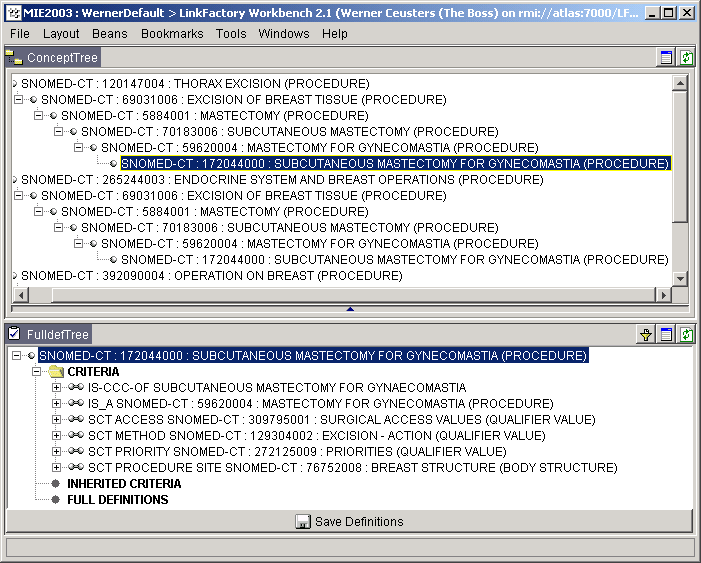 MIE2003 : WernerDefault > LinkFactory Workbench 2.1 (Werner Ceusters (The Boss) on rmi://atlas:7000/LF...
File Layout Beans Bookmarks Tools Windows Help
ConceptTree
SNOMED-CT : 120147004 : THORAX EXCISION (PROCEDURE)
SNOMED-CT : 69031006 : EXCISION OF BREAST TISSUE (PROCEDURE)
SNOMED-CT : 5884001 : MASTECTOMY (PROCEDURE)
SNOMED-CT : 70183006 : SUBCUTANEOUS MASTECTOMY (PROCEDURE)
SNOMED-CT : 59620004 : MASTECTOMY FOR GYNECOMASTIA (PROCEDURE)
SNOMED-CT : 172044000 : SUBCUTANEOUS MASTECTOMY FOR GYNECOMASTIA (PROCEDURE)
SNOMED-CT : 265244003 : ENDOCRINE SYSTEM AND BREAST OPERATIONS (PROCEDURE)
SNOMED-CT : 69031006 : EXCISION OF BREAST TISSUE (PROCEDURE)
SNOMED-CT : 5884001 : MASTECTOMY (PROCEDURE)
SNOMED-CT : 70183006 : SUBCUTANEOUS MASTECTOMY (PROCEDURE)
SNOMED-CT : 59620004 : MASTECTOMY FOR GYNECOMASTIA (PROCEDURE)
SNOMED-CT : 172044000 : SUBCUTANEOUS MASTECTOMY FOR GYNECOMASTIA (PROCEDURE)
SNOMED-CT : 392090004 : OPERATION ON BREAST (PROCEDURE)
FulldefTree
SNOMED-CT : 172044000 : SUBCUTANEOUS MASTECTOMY FOR GYNECOMASTIA (PROCEDURE)
CRITERIA
IS-CCC-OF SUBCUTANEOUS MASTECTOMY FOR GYNAECOMASTIA
IS_A SNOMED-CT : 59620004 : MASTECTOMY FOR GYNECOMASTIA (PROCEDURE)
SCT ACCESS SNOMED-CT : 309795001 : SURGICAL ACCESS VALUES (QUALIFIER VALUE)
SCT METHOD SNOMED-CT : 129304002 : EXCISION - ACTION (QUALIFIER VALUE)
SCT PRIORITY SNOMED-CT : 272125009 : PRIORITIES (QUALIFIER VALUE)
SCT PROCEDURE SITE SNOMED-CT : 76752008 : BREAST STRUCTURE (BODY STRUCTURE)
INHERITED CRITERIA
FULL DEFINITIONS
Save Definitions